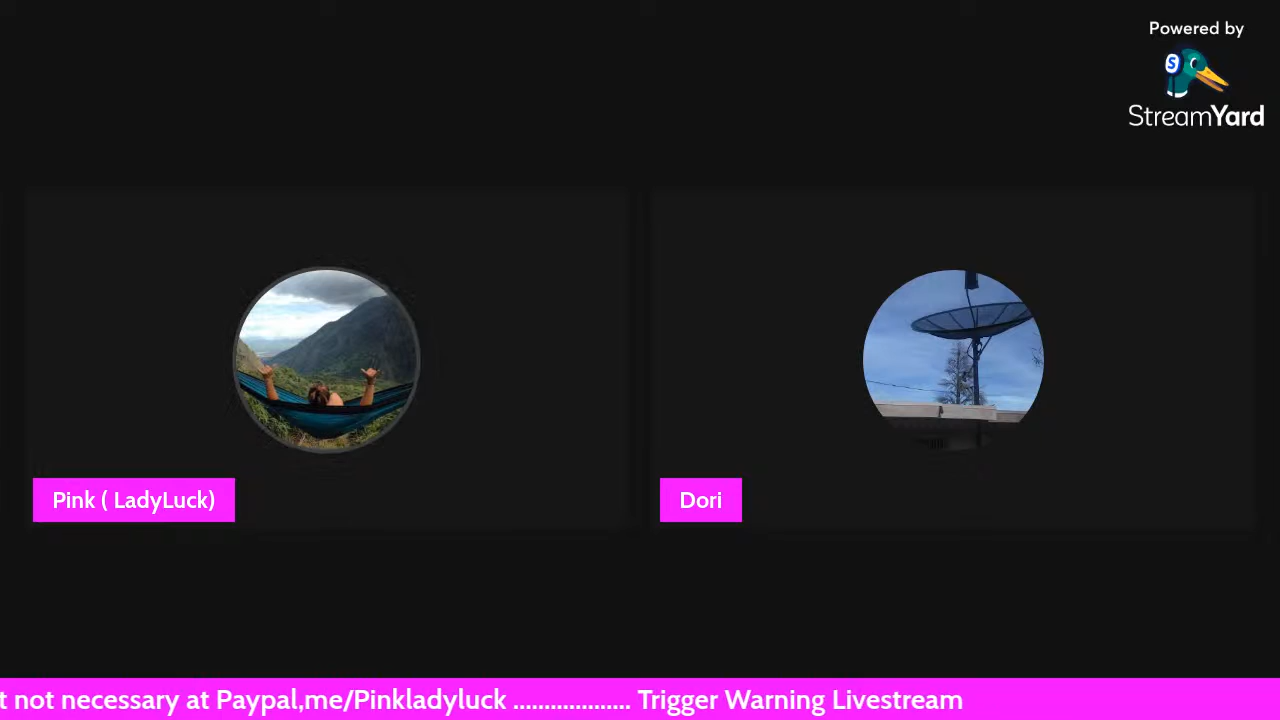 Powered by
S
StreamYard
Pink ( LadyLuck)
Dori
t not necessary at Paypal,me/Pinkladyluck ................... Trigger Warning Livestream